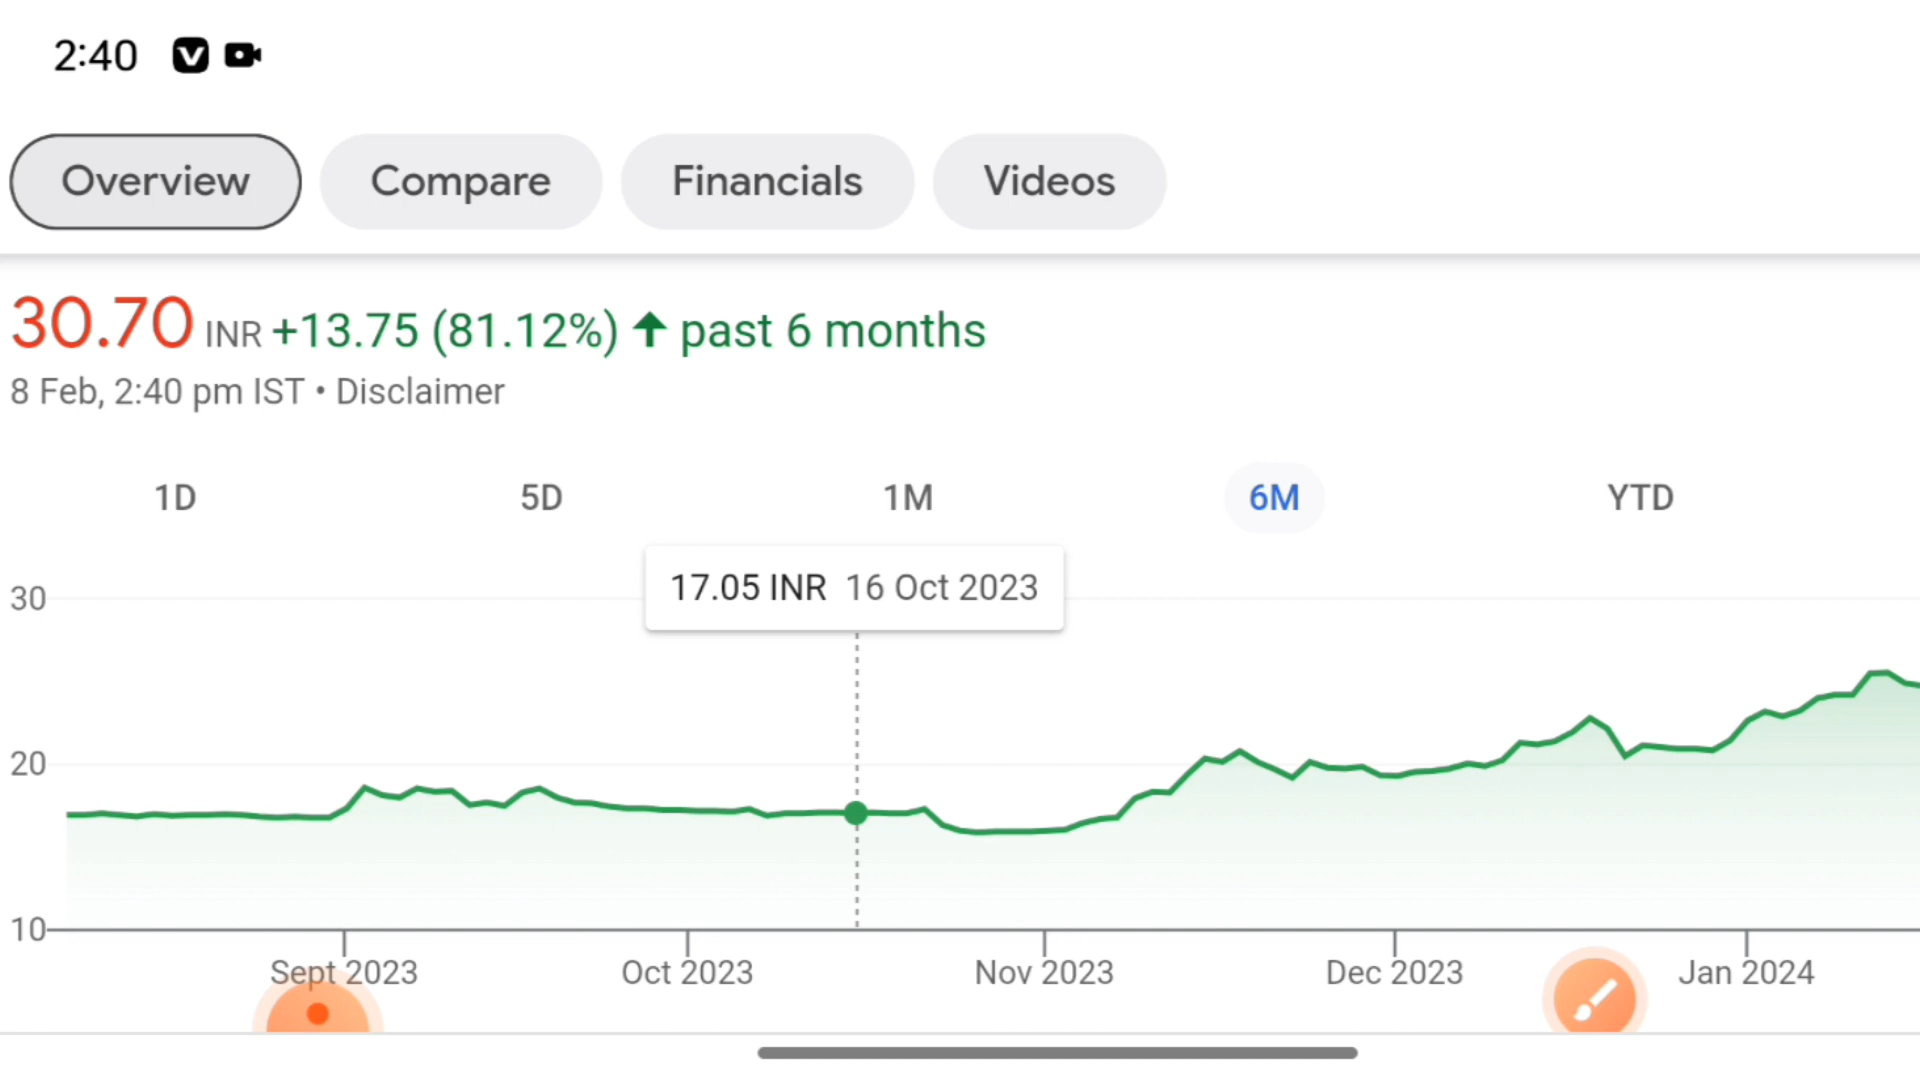 2:40
Overview Compare Financials Videos
30.70 INR +13.75 (81.12%) ↑ past 6 months
8 Feb, 2:40 pm IST • Disclaimer
1D 5D 1M 6M YTD
17.05 INR 16 Oct 2023
30
20
10
Sept 2023 Oct 2023 Nov 2023 Dec 2023 Jan 2024